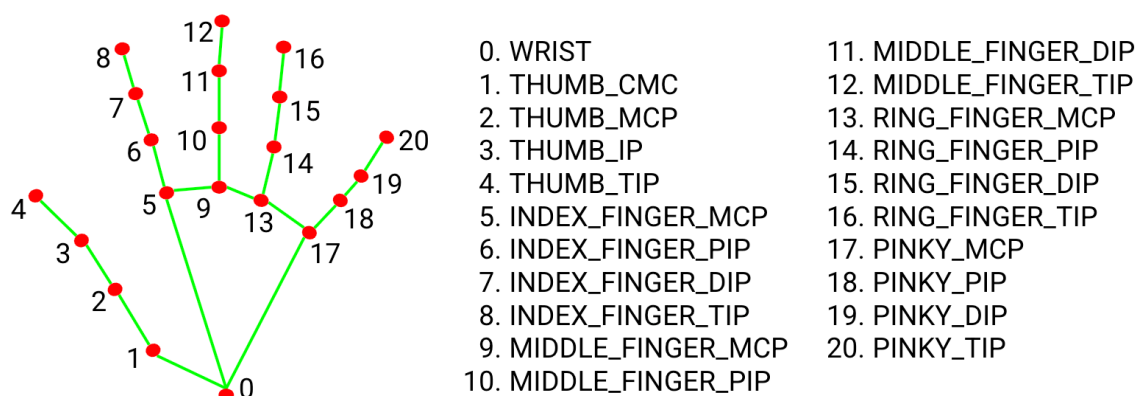 12
8
16
11
7
15
10
20
6
14
19
4
5
9
13
18
3
17
2
1
0
0. WRIST
1. THUMB_CMC
2. THUMB_MCP
3. THUMB_IP
4. THUMB_TIP
5. INDEX_FINGER_MCP
6. INDEX_FINGER_PIP
7. INDEX_FINGER_DIP
8. INDEX_FINGER_TIP
9. MIDDLE_FINGER_MCP
10. MIDDLE_FINGER_PIP
11. MIDDLE_FINGER_DIP
12. MIDDLE_FINGER_TIP
13. RING_FINGER_MCP
14. RING_FINGER_PIP
15. RING_FINGER_DIP
16. RING_FINGER_TIP
17. PINKY_MCP
18. PINKY_PIP
19. PINKY_DIP
20. PINKY_TIP